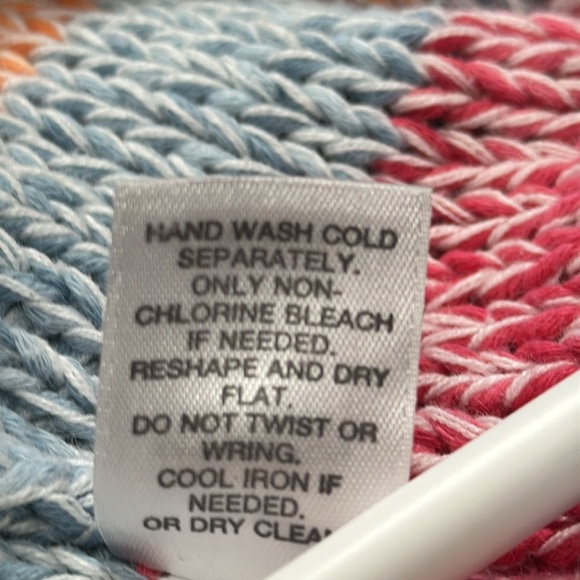 HAND WASH COLD
SEPARATELY.
ONLY NON-
CHLORINE BLEACH
IF NEEDED.
RESHAPE AND DRY
FLAT.
DO NOT TWIST OR
WRING.
COOL IRON IF
NEEDED.
OR DRY CLEAN